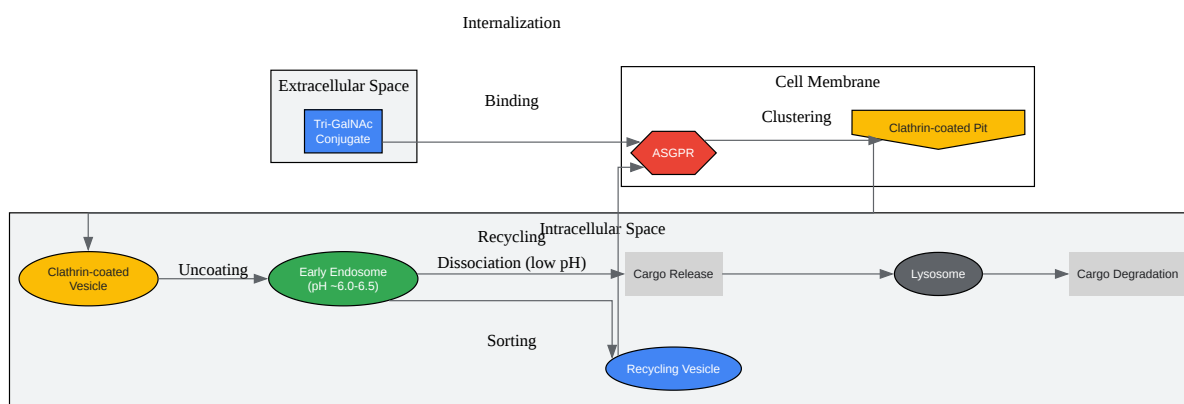 Internalization
Extracellular Space
Tri-GalNAc
Conjugate
Binding
Cell Membrane
Clustering
Clathrin-coated Pit
ASGPR
Intracellular Space
Recycling
Clathrin-coated
Vesicle
Uncoating
Early Endosome
(pH ~6.0-6.5)
Dissociation (low pH)
Cargo Release
Lysosome
Cargo Degradation
Sorting
Recycling Vesicle